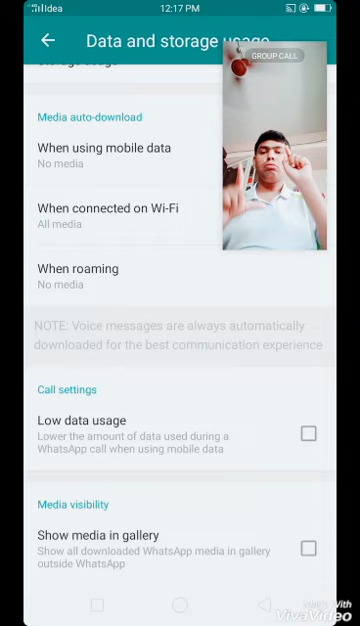 Idea
12:17 PM
Data and storage usage
Storage usage
GROUP CALL
Media auto-download
When using mobile data
No media
When connected on Wi-Fi
All media
When roaming
No media
NOTE: Voice messages are always automatically
downloaded for the best communication experience
Call settings
Low data usage
Lower the amount of data used during a
WhatsApp call when using mobile data
Media visibility
Show media in gallery
Show all downloaded WhatsApp media in gallery
outside WhatsApp
Made With
VivaVideo